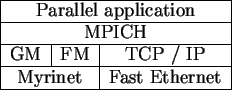 Parallel application
MPICH
GM FM TCP / IP
Myrinet Fast Ethernet